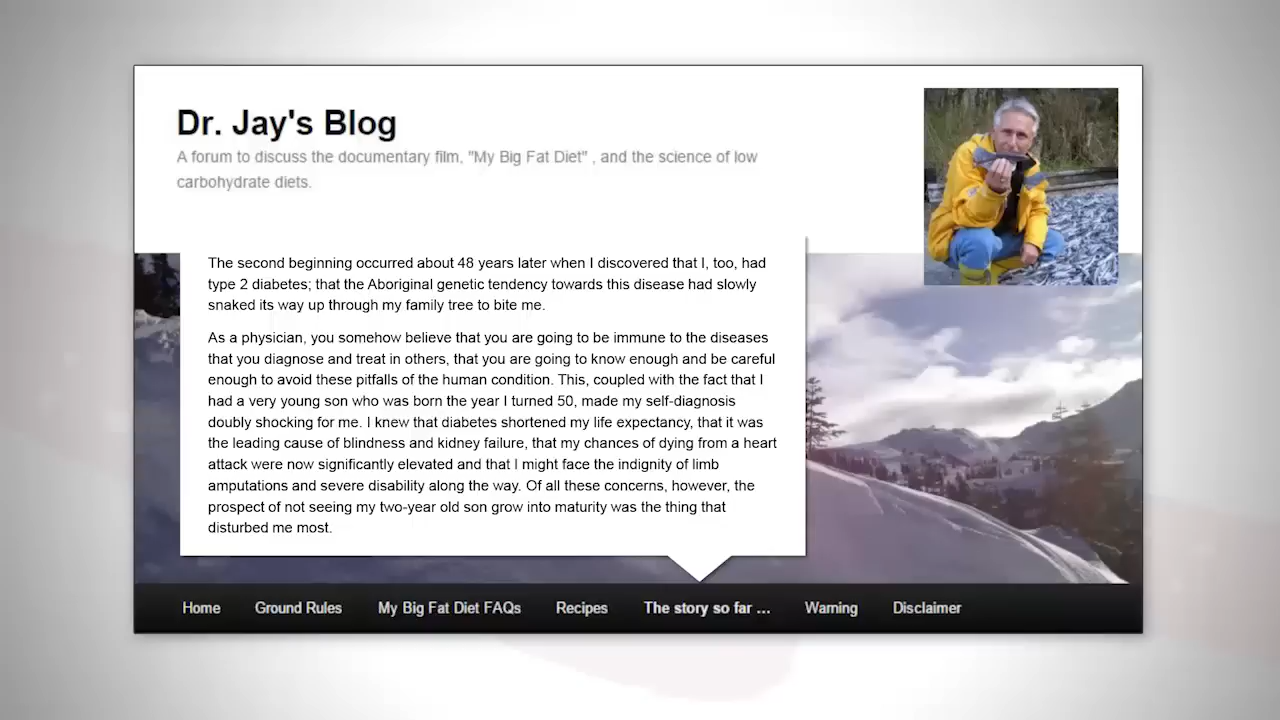 Dr. Jay's Blog
A forum to discuss the documentary film, "My Big Fat Diet" , and the science of low
carbohydrate diets.
The second beginning occurred about 48 years later when I discovered that I, too, had
type 2 diabetes; that the Aboriginal genetic tendency towards this disease had slowly
snaked its way up through my family tree to bite me.
As a physician, you somehow believe that you are going to be immune to the diseases
that you diagnose and treat in others, that you are going to know enough and be careful
enough to avoid these pitfalls of the human condition. This, coupled with the fact that I
had a very young son who was born the year I turned 50, made my self-diagnosis
doubly shocking for me. I knew that diabetes shortened my life expectancy, that it was
the leading cause of blindness and kidney failure, that my chances of dying from a heart
attack were now significantly elevated and that I might face the indignity of limb
amputations and severe disability along the way. Of all these concerns, however, the
prospect of not seeing my two-year old son grow into maturity was the thing that
disturbed me most.
Home Ground Rules My Big Fat Diet FAQs Recipes The story so far ... Warning Disclaimer